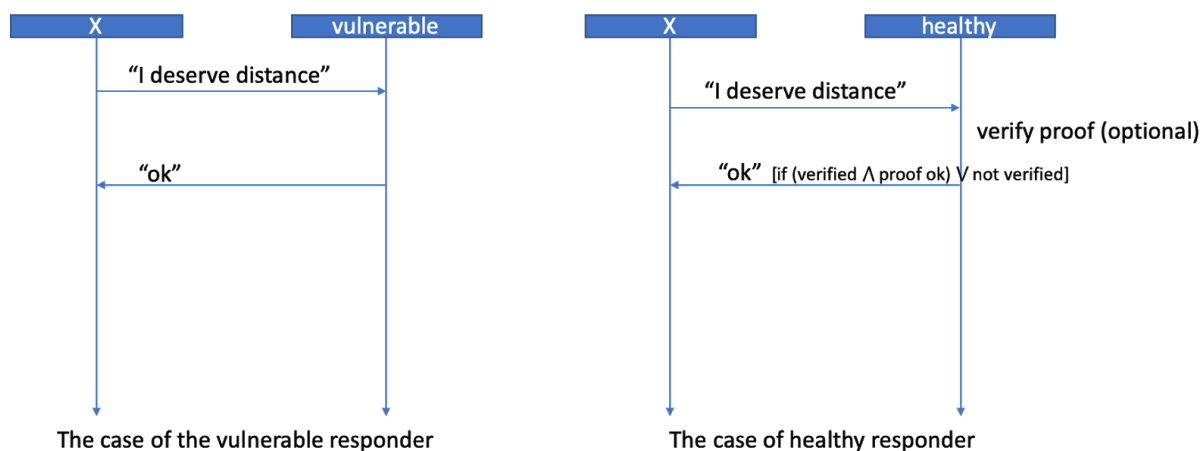 X
vulnerable
“I deserve distance”
“ok”
The case of the vulnerable responder
X
healthy
“I deserve distance”
verify proof (optional)
“ok” [if (verified ∧ proof ok) ∨ not verified]
The case of healthy responder